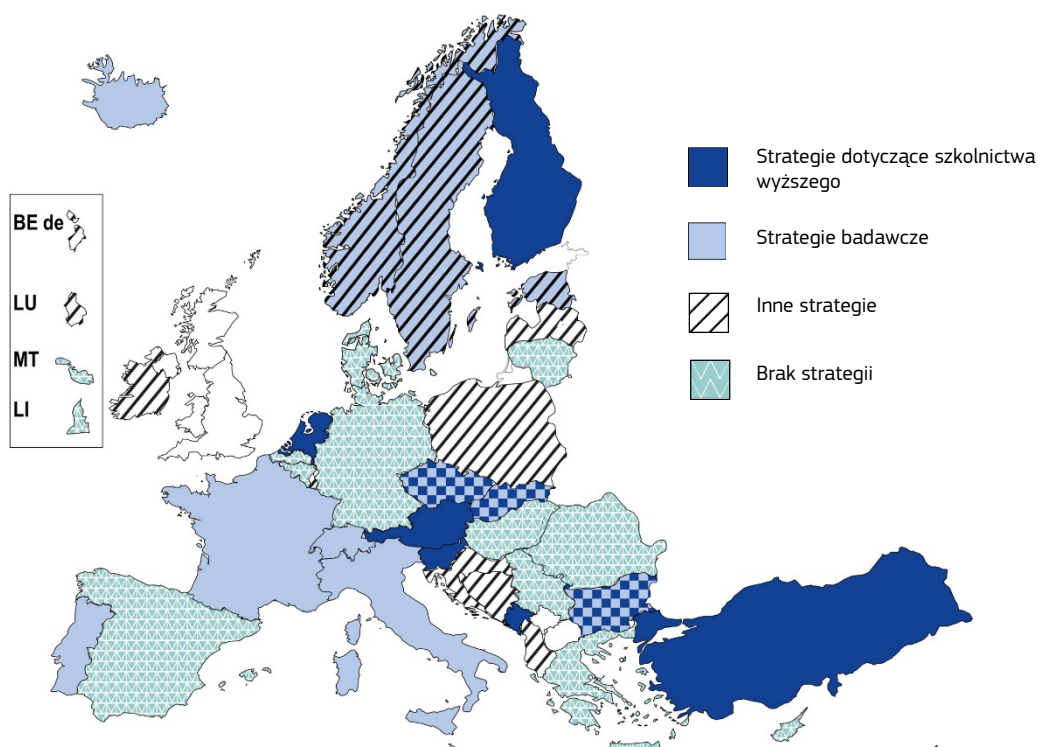 Strategie dotyczące szkolnictwa
wyższego
Strategie badawcze
BE de
LU
Inne strategie
MT
Brak strategii
LI